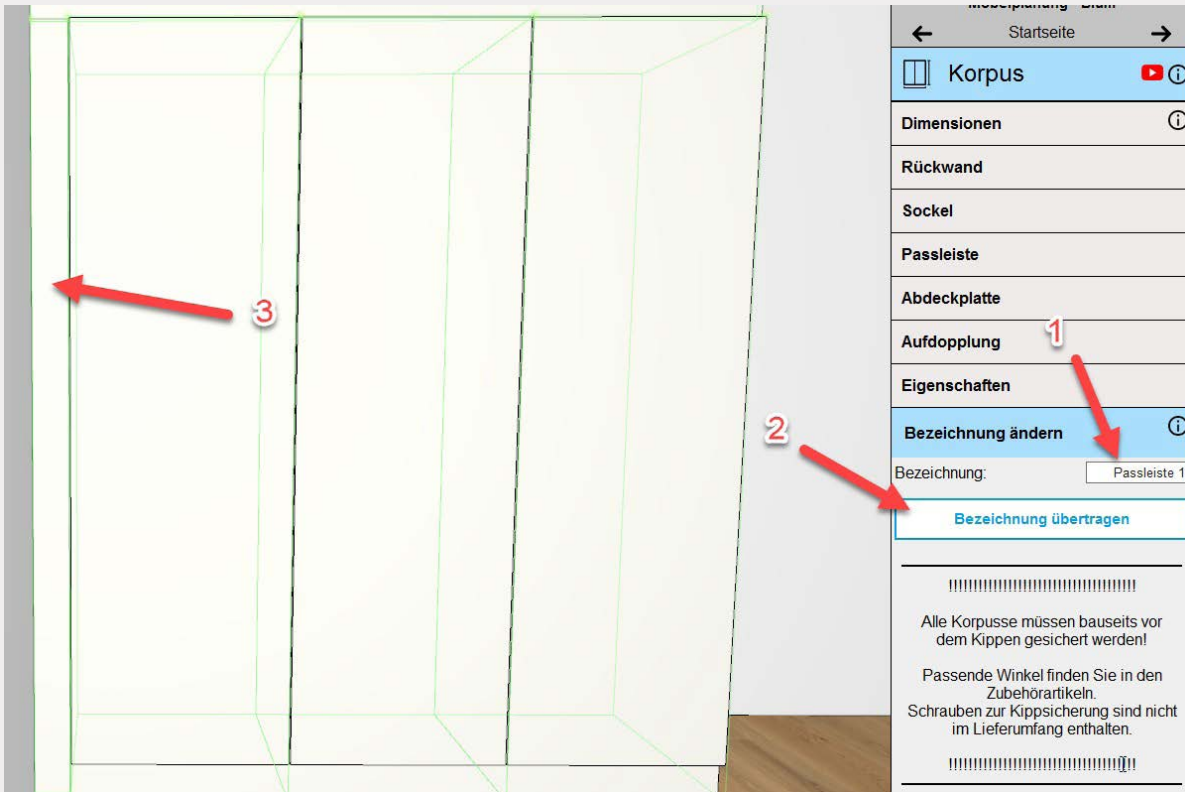 Möbelplanung - Blum
Startseite
Korpus
Dimensionen
Rückwand
Sockel
Passleiste
Abdeckplatte
Aufdopplung
1
Eigenschaften
3
2
Bezeichnung ändern
Bezeichnung:
Passleiste 1
Bezeichnung übertragen
!!!!!!!!!!!!!!!!!!!!!!!!!!!!!!!!!!!!!!
Alle Korpusse müssen bauseits vor
dem Kippen gesichert werden!
Passende Winkel finden Sie in den
Zubehörartikeln.
Schrauben zur Kippsicherung sind nicht
im Lieferumfang enthalten.
!!!!!!!!!!!!!!!!!!!!!!!!!!!!!!!!!!!!!!